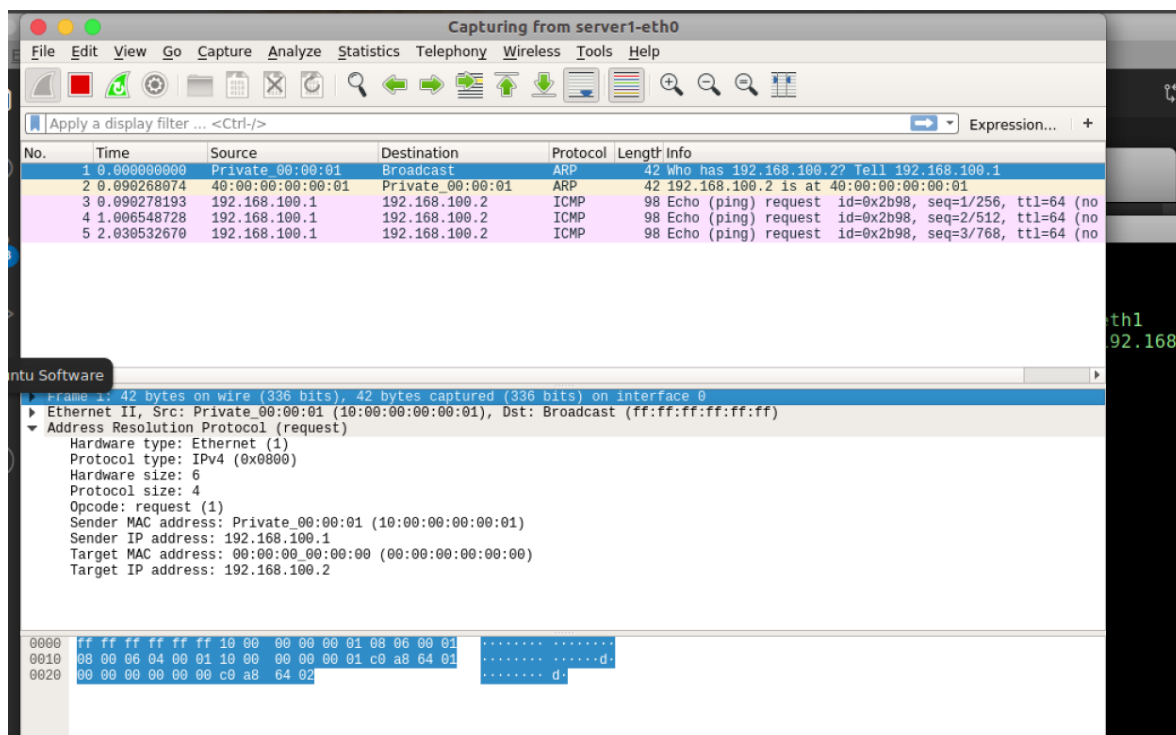 Capturing from server1-eth0
File Edit View Go Capture Analyze Statistics Telephony Wireless Tools Help
Apply a display filter ... <Ctrl-/> Expression... +
No. Time Source Destination Protocol Length Info
1 0.000000000 Private_00:00:01 Broadcast ARP 42 Who has 192.168.100.2? Tell 192.168.100.1
2 0.090268074 40:00:00:00:00:01 Private_00:00:01 ARP 42 192.168.100.2 is at 40:00:00:00:00:01
3 0.090278193 192.168.100.1 192.168.100.2 ICMP 98 Echo (ping) request id=0x2b98, seq=1/256, ttl=64 (no
4 1.006548728 192.168.100.1 192.168.100.2 ICMP 98 Echo (ping) request id=0x2b98, seq=2/512, ttl=64 (no
5 2.030532670 192.168.100.1 192.168.100.2 ICMP 98 Echo (ping) request id=0x2b98, seq=3/768, ttl=64 (no
th1
92.168
ntu Software
Frame 1: 42 bytes on wire (336 bits), 42 bytes captured (336 bits) on interface 0
Ethernet II, Src: Private_00:00:01 (10:00:00:00:00:01), Dst: Broadcast (ff:ff:ff:ff:ff:ff)
Address Resolution Protocol (request)
Hardware type: Ethernet (1)
Protocol type: IPv4 (0x0800)
Hardware size: 6
Protocol size: 4
Opcode: request (1)
Sender MAC address: Private_00:00:01 (10:00:00:00:00:01)
Sender IP address: 192.168.100.1
Target MAC address: 00:00:00_00:00:00 (00:00:00:00:00:00)
Target IP address: 192.168.100.2
0000 ff ff ff ff ff ff 10 00 00 00 00 01 08 06 00 01 ········ ········
0010 08 00 06 04 00 01 10 00 00 00 00 01 c0 a8 64 01 ········ ······d·
0020 00 00 00 00 00 00 c0 a8 64 02 ········ d·